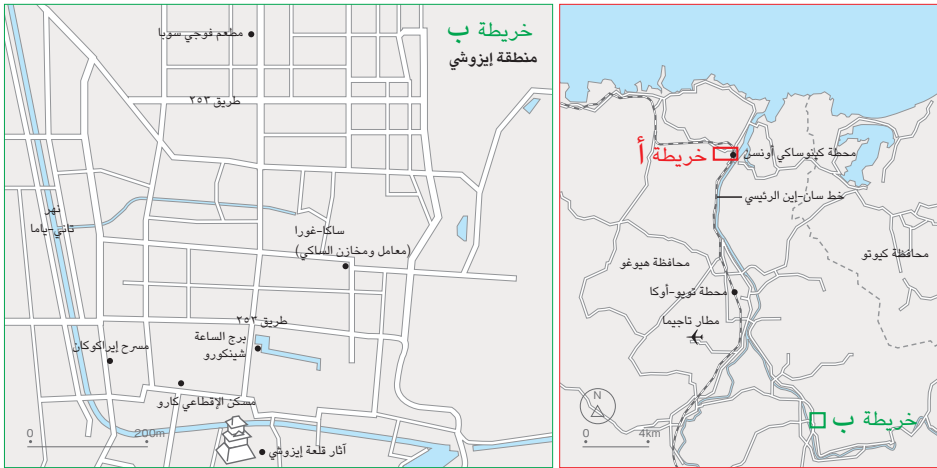 خريطة ب
منطقة إيزوشي
مطعم فوجي سوبا
طريق ٢٥٣
نهر
تاني-ياما
ساكا-غورا
(معامل ومخازن الساكي)
طريق ٢٥٣
برج الساعة
شينكورو
مسرح إيراكوكان
مسكن الإقطاعي كارو
آثار قلعة إيزوشي
0
200m
محطة كينوساكي أونسن
خريطة أ
خط سان-إين الرئيسي
محافظة كيوتو
محافظة هيوغو
محطة تويو-أوكا
مطار تاجيما
خريطة ب
N
0
4km